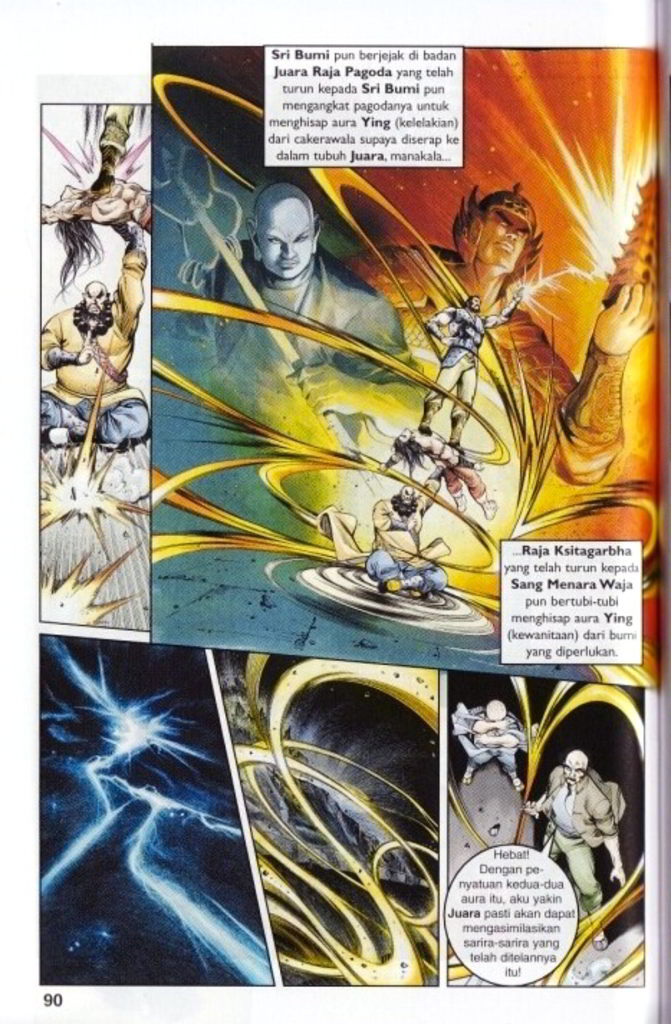 Sri Bumi pun berjejak di badan
Juara Raja Pagoda yang telah
turun kepada Sri Bumi pun
mengangkat pagodanya untuk
menghisap aura Ying (kelelakian)
dari cakerawala supaya diserap ke
dalam tubuh Juara, manakala...
...Raja Ksitagarbha
yang telah turun kepada
Sang Menara Waja
pun bertubi-tubi
menghisap aura Ying
(kewanitaan) dari bumi
yang diperlukan.
Hebat!
Dengan pe-
nyatuan kedua-dua
aura itu, aku yakin
Juara pasti akan dapat
mengasimilasikan
sarira-sarira yang
telah ditelannya
itu!
90